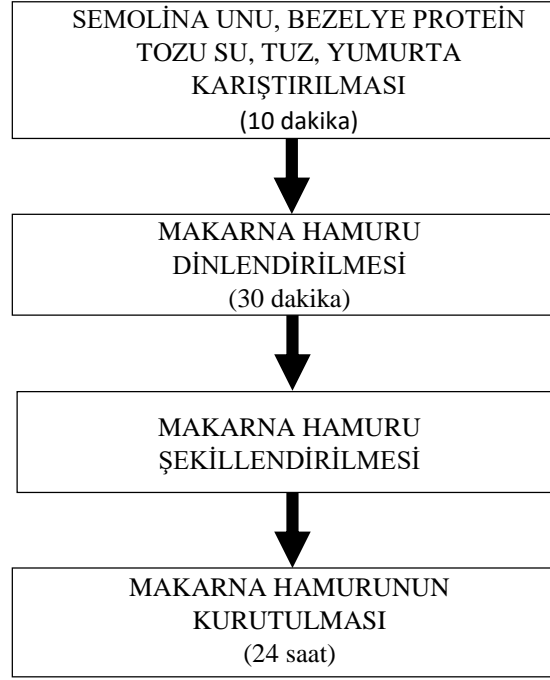 SEMOLİNA UNU, BEZELYE PROTEİN
TOZU SU, TUZ, YUMURTA
KARIŞTIRILMASI
(10 dakika)
MAKARNA HAMURU
DİNLENDİRİLMESİ
(30 dakika)
MAKARNA HAMURU
ŞEKİLLENDİRİLMESİ
MAKARNA HAMURUNUN
KURUTULMASI
(24 saat)